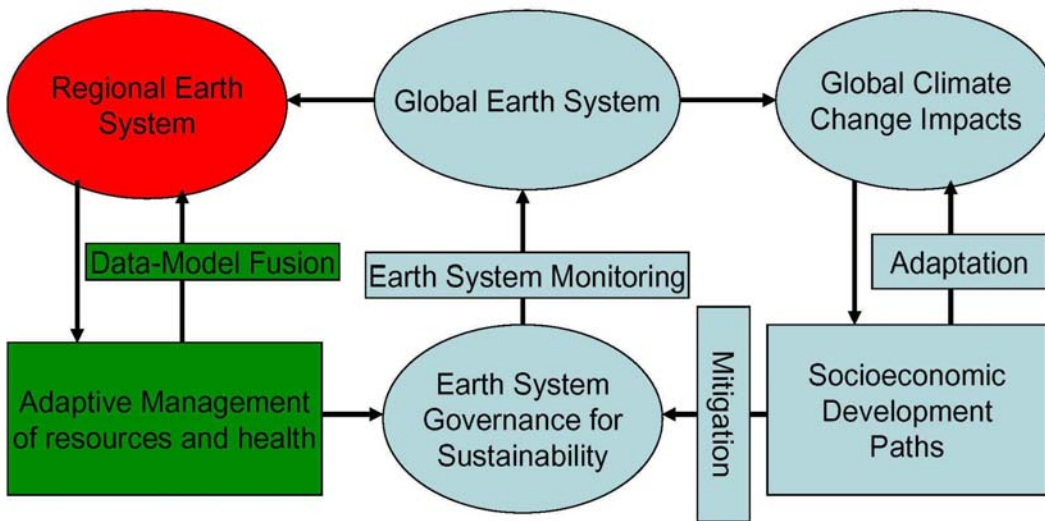 Regional Earth
System
Global Earth System
Global Climate
Change Impacts
Data-Model Fusion
Earth System Monitoring
Adaptation
Adaptive Management
of resources and health
Earth System
Governance for
Sustainability
Mitigation
Socioeconomic
Development
Paths